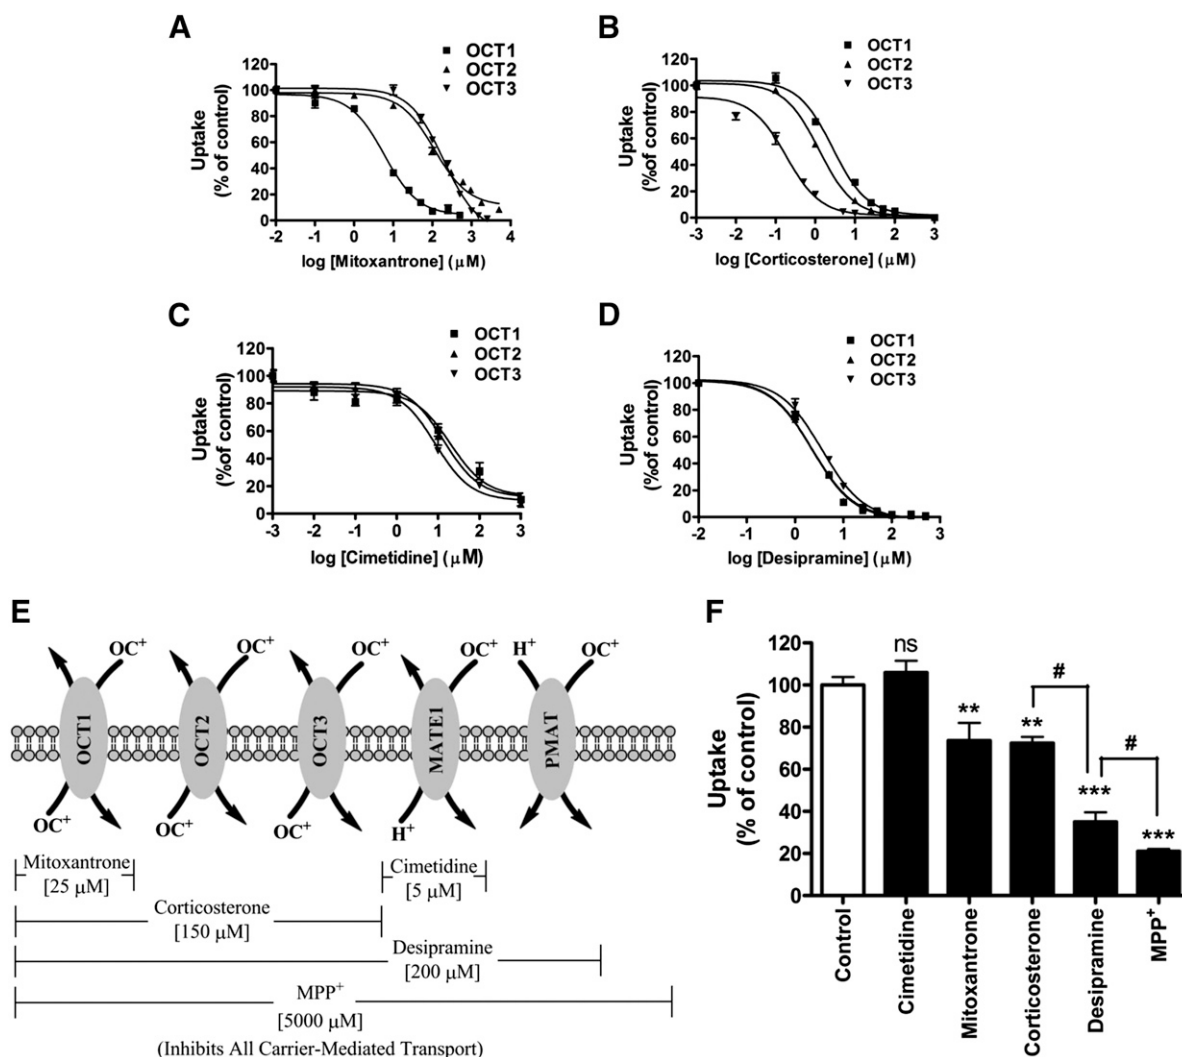 A
OCT1
OCT2
OCT3
120
100
80
60
40
20
0
Uptake
(% of control)
-2 -1 0 1 2 3 4
log [Mitoxantrone] (μM)
B
OCT1
OCT2
OCT3
120
100
80
60
40
20
0
Uptake
(%of control)
-3 -2 -1 0 1 2 3
log [Corticosterone] (μM)
C
OCT1
OCT2
OCT3
120
100
80
60
40
20
0
Uptake
(%of control)
-3 -2 -1 0 1 2 3
log [Cimetidine] (μM)
D
OCT1
OCT2
OCT3
120
100
80
60
40
20
0
Uptake
(%of control)
-2 -1 0 1 2 3
log [Desipramine] (μM)
E
OC+ OC+ OC+ OC+ H+ OC+
OCT1 OCT2 OCT3 MATE1 PMAT
OC+ OC+ OC+ H+
Mitoxantrone
[25 μM]
Cimetidine
[5 μM]
Corticosterone
[150 μM]
Desipramine
[200 μM]
MPP+
[5000 μM]
(Inhibits All Carrier-Mediated Transport)
F
120
100
80
60
40
20
0
Uptake
(% of control)
ns
**
**
#
***
#
***
Control
Cimetidine
Mitoxantrone
Corticosterone
Desipramine
MPP+